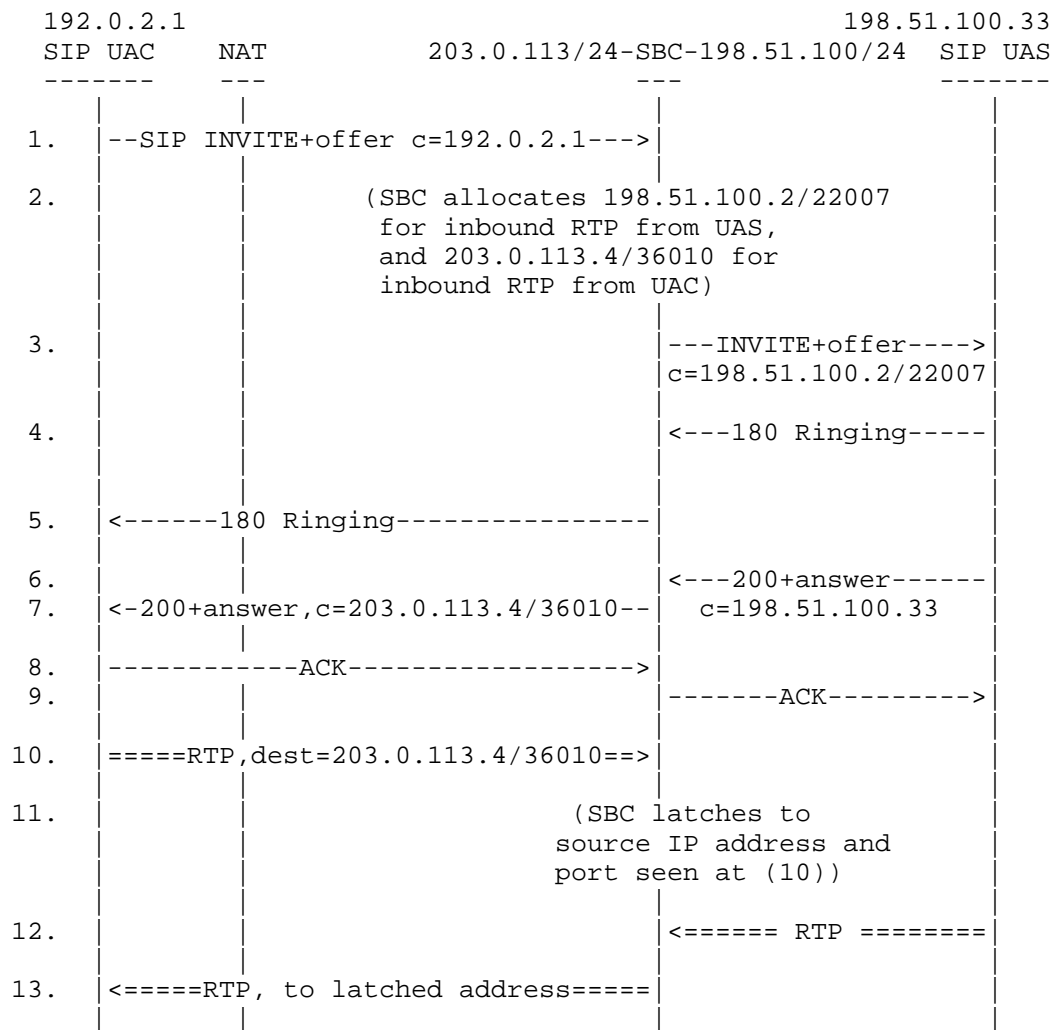 192.0.2.1 198.51.100.33
SIP UAC NAT 203.0.113/24-SBC-198.51.100/24 SIP UAS
------- --- --- -------
1. |--SIP INVITE+offer c=192.0.2.1--->|
2. (SBC allocates 198.51.100.2/22007
for inbound RTP from UAS,
and 203.0.113.4/36010 for
inbound RTP from UAC)
3. |---INVITE+offer---->|
|c=198.51.100.2/22007|
4. |<---180 Ringing-----|
5. |<------180 Ringing----------------|
6. |<---200+answer------|
7. |<-200+answer,c=203.0.113.4/36010--| c=198.51.100.33
8. |------------ACK------------------>|
9. |-------ACK--------->|
10. |=====RTP,dest=203.0.113.4/36010==>|
11. (SBC latches to
source IP address and
port seen at (10))
12. |<====== RTP ========|
13. |<=====RTP, to latched address=====|